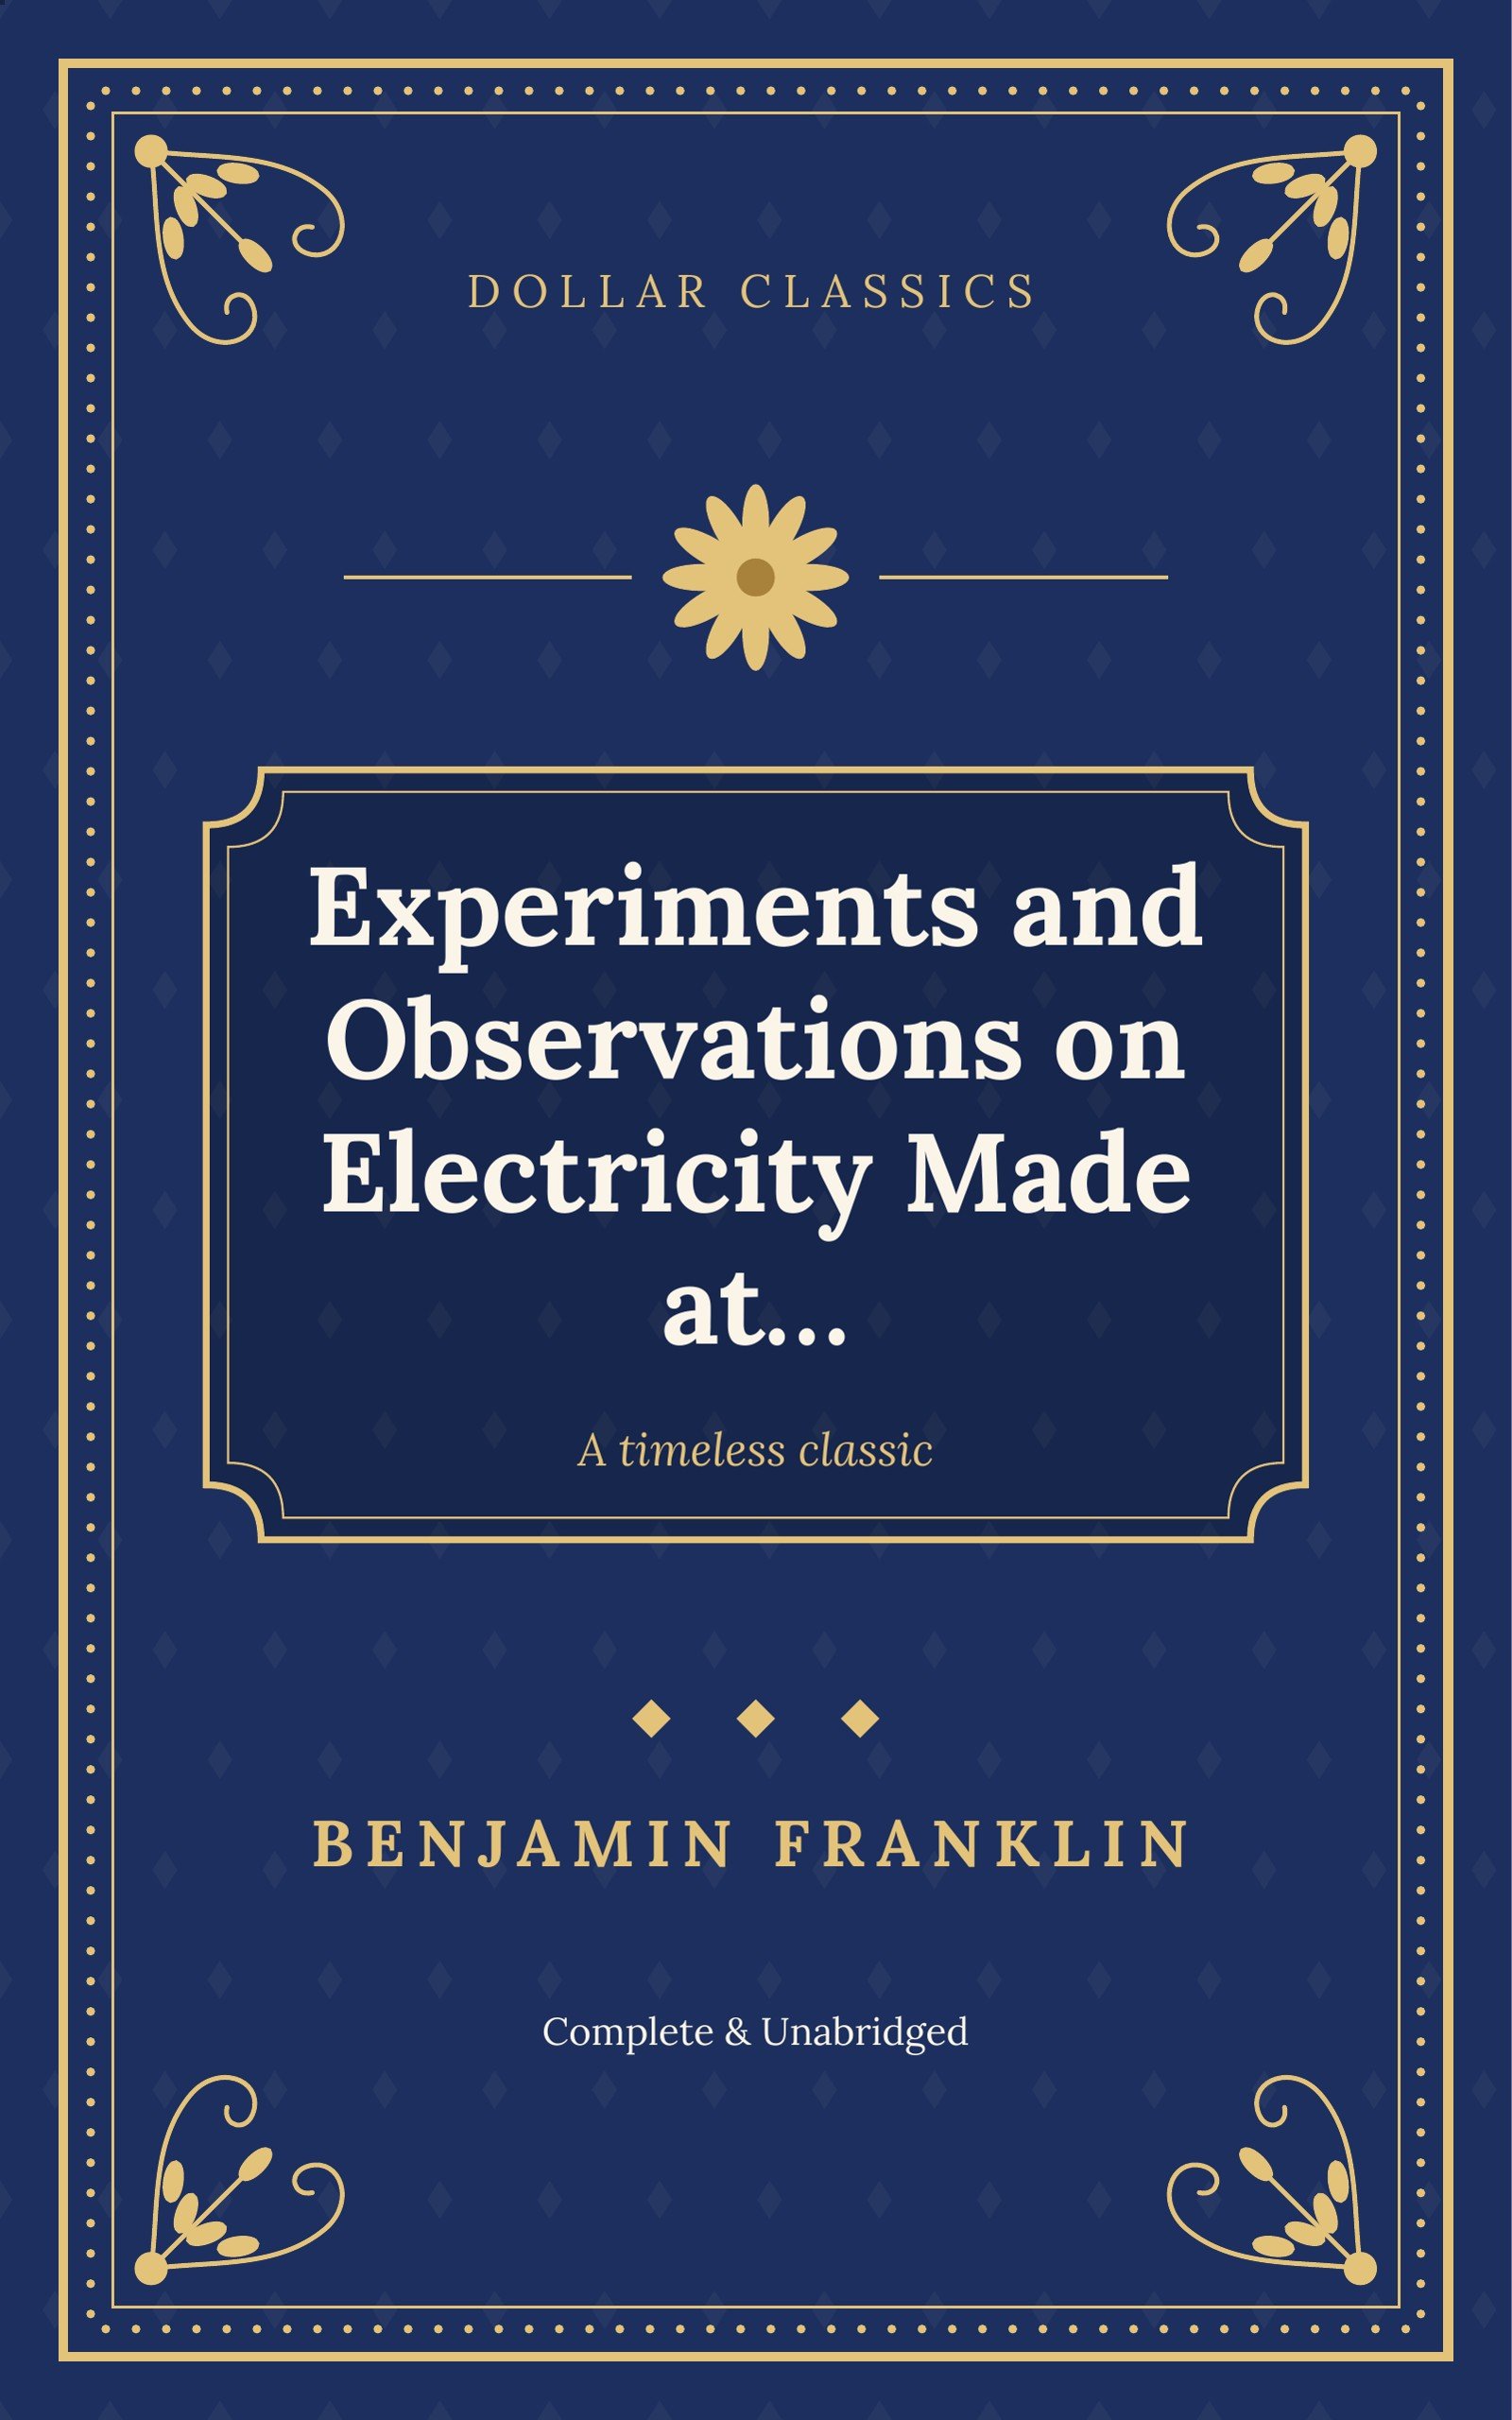 DOLLAR CLASSICS
Experiments and
Observations on
Electricity Made
at...
A timeless classic
BENJAMIN FRANKLIN
Complete & Unabridged